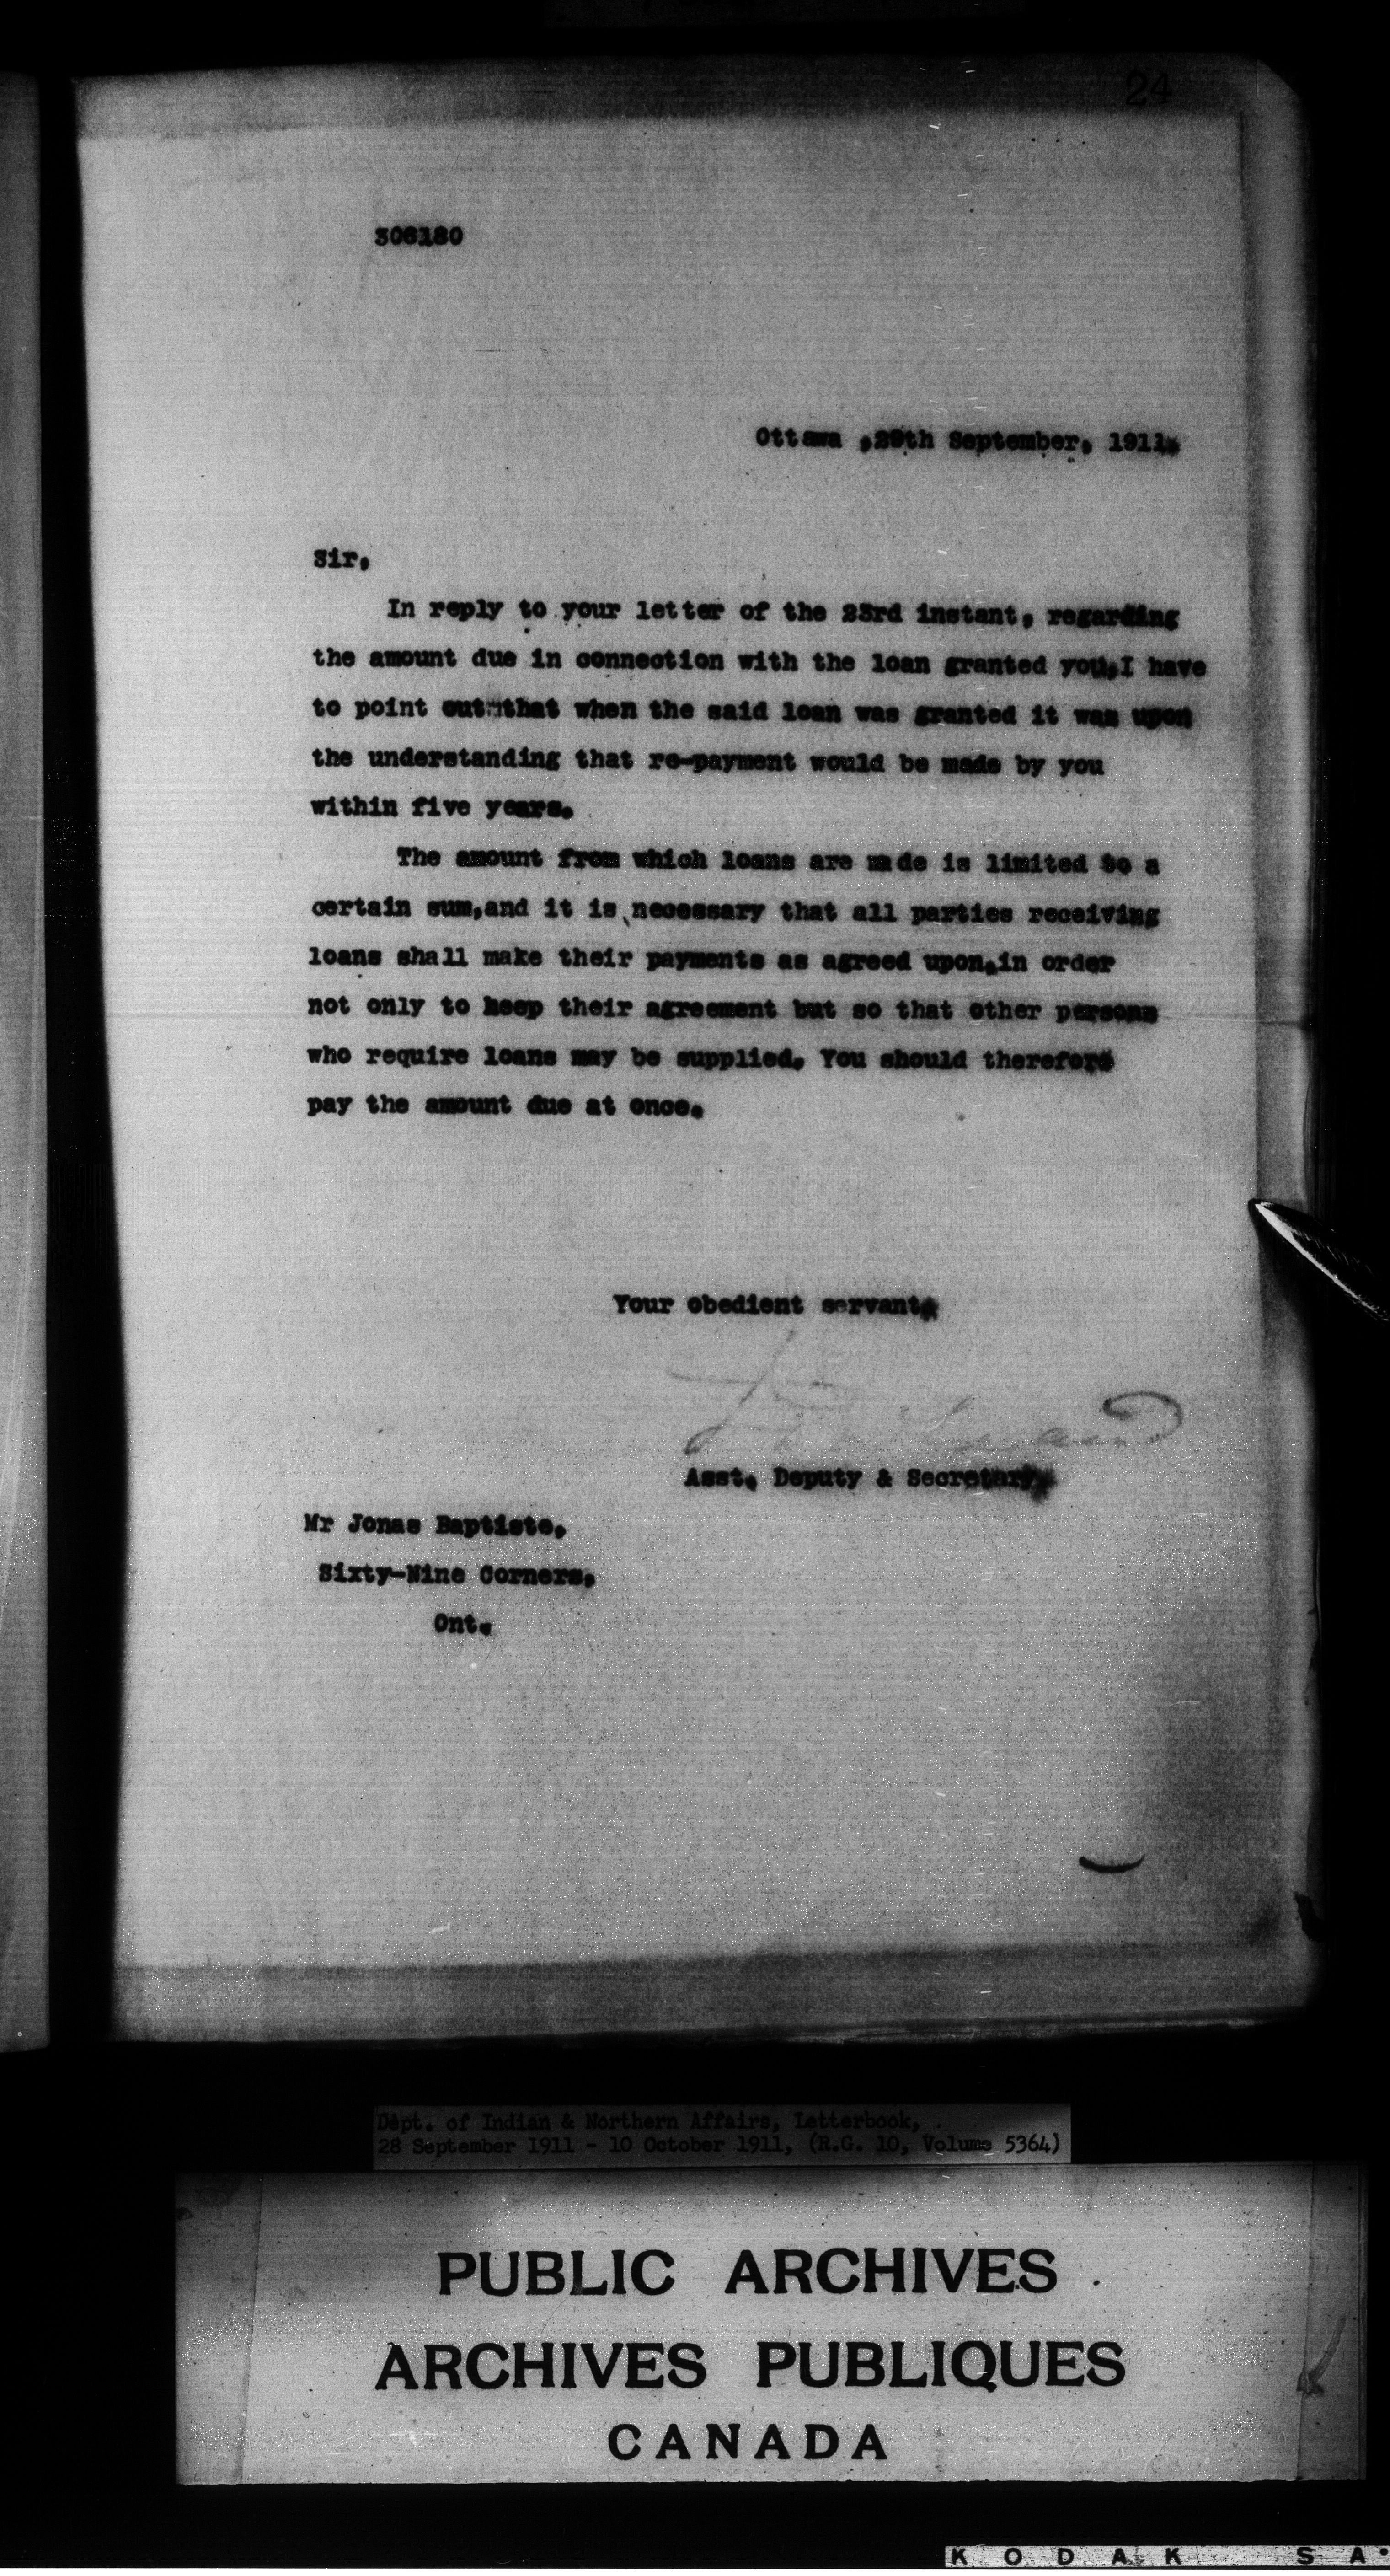 24
306180
Ottawa ,29th September, 1911.
Sir,
In reply to your letter of the 23rd instant, regarding
the amount due in connection with the loan granted you,I have
to point out that when the said loan was granted it was upon
the understanding that re-payment would be made by you
within five years.
The amount from which loans are made is limited to a
certain sum,and it is necessary that all parties receiving
loans shall make their payments as agreed upon,in order
not only to keep their agreement but so that other persons
who require loans may be supplied. You should therefore
pay the amount due at once.
Your obedient servant,
Asst. Deputy & Secretary.
Mr Jonas Baptiste,
Sixty-Nine Corners,
Ont.
Dept. of Indian & Northern Affairs, Letterbook,
28 September 1911 - 10 October 1911, (R.G. 10, Volume 5364)
PUBLIC ARCHIVES
ARCHIVES PUBLIQUES
CANADA
KODAK SA